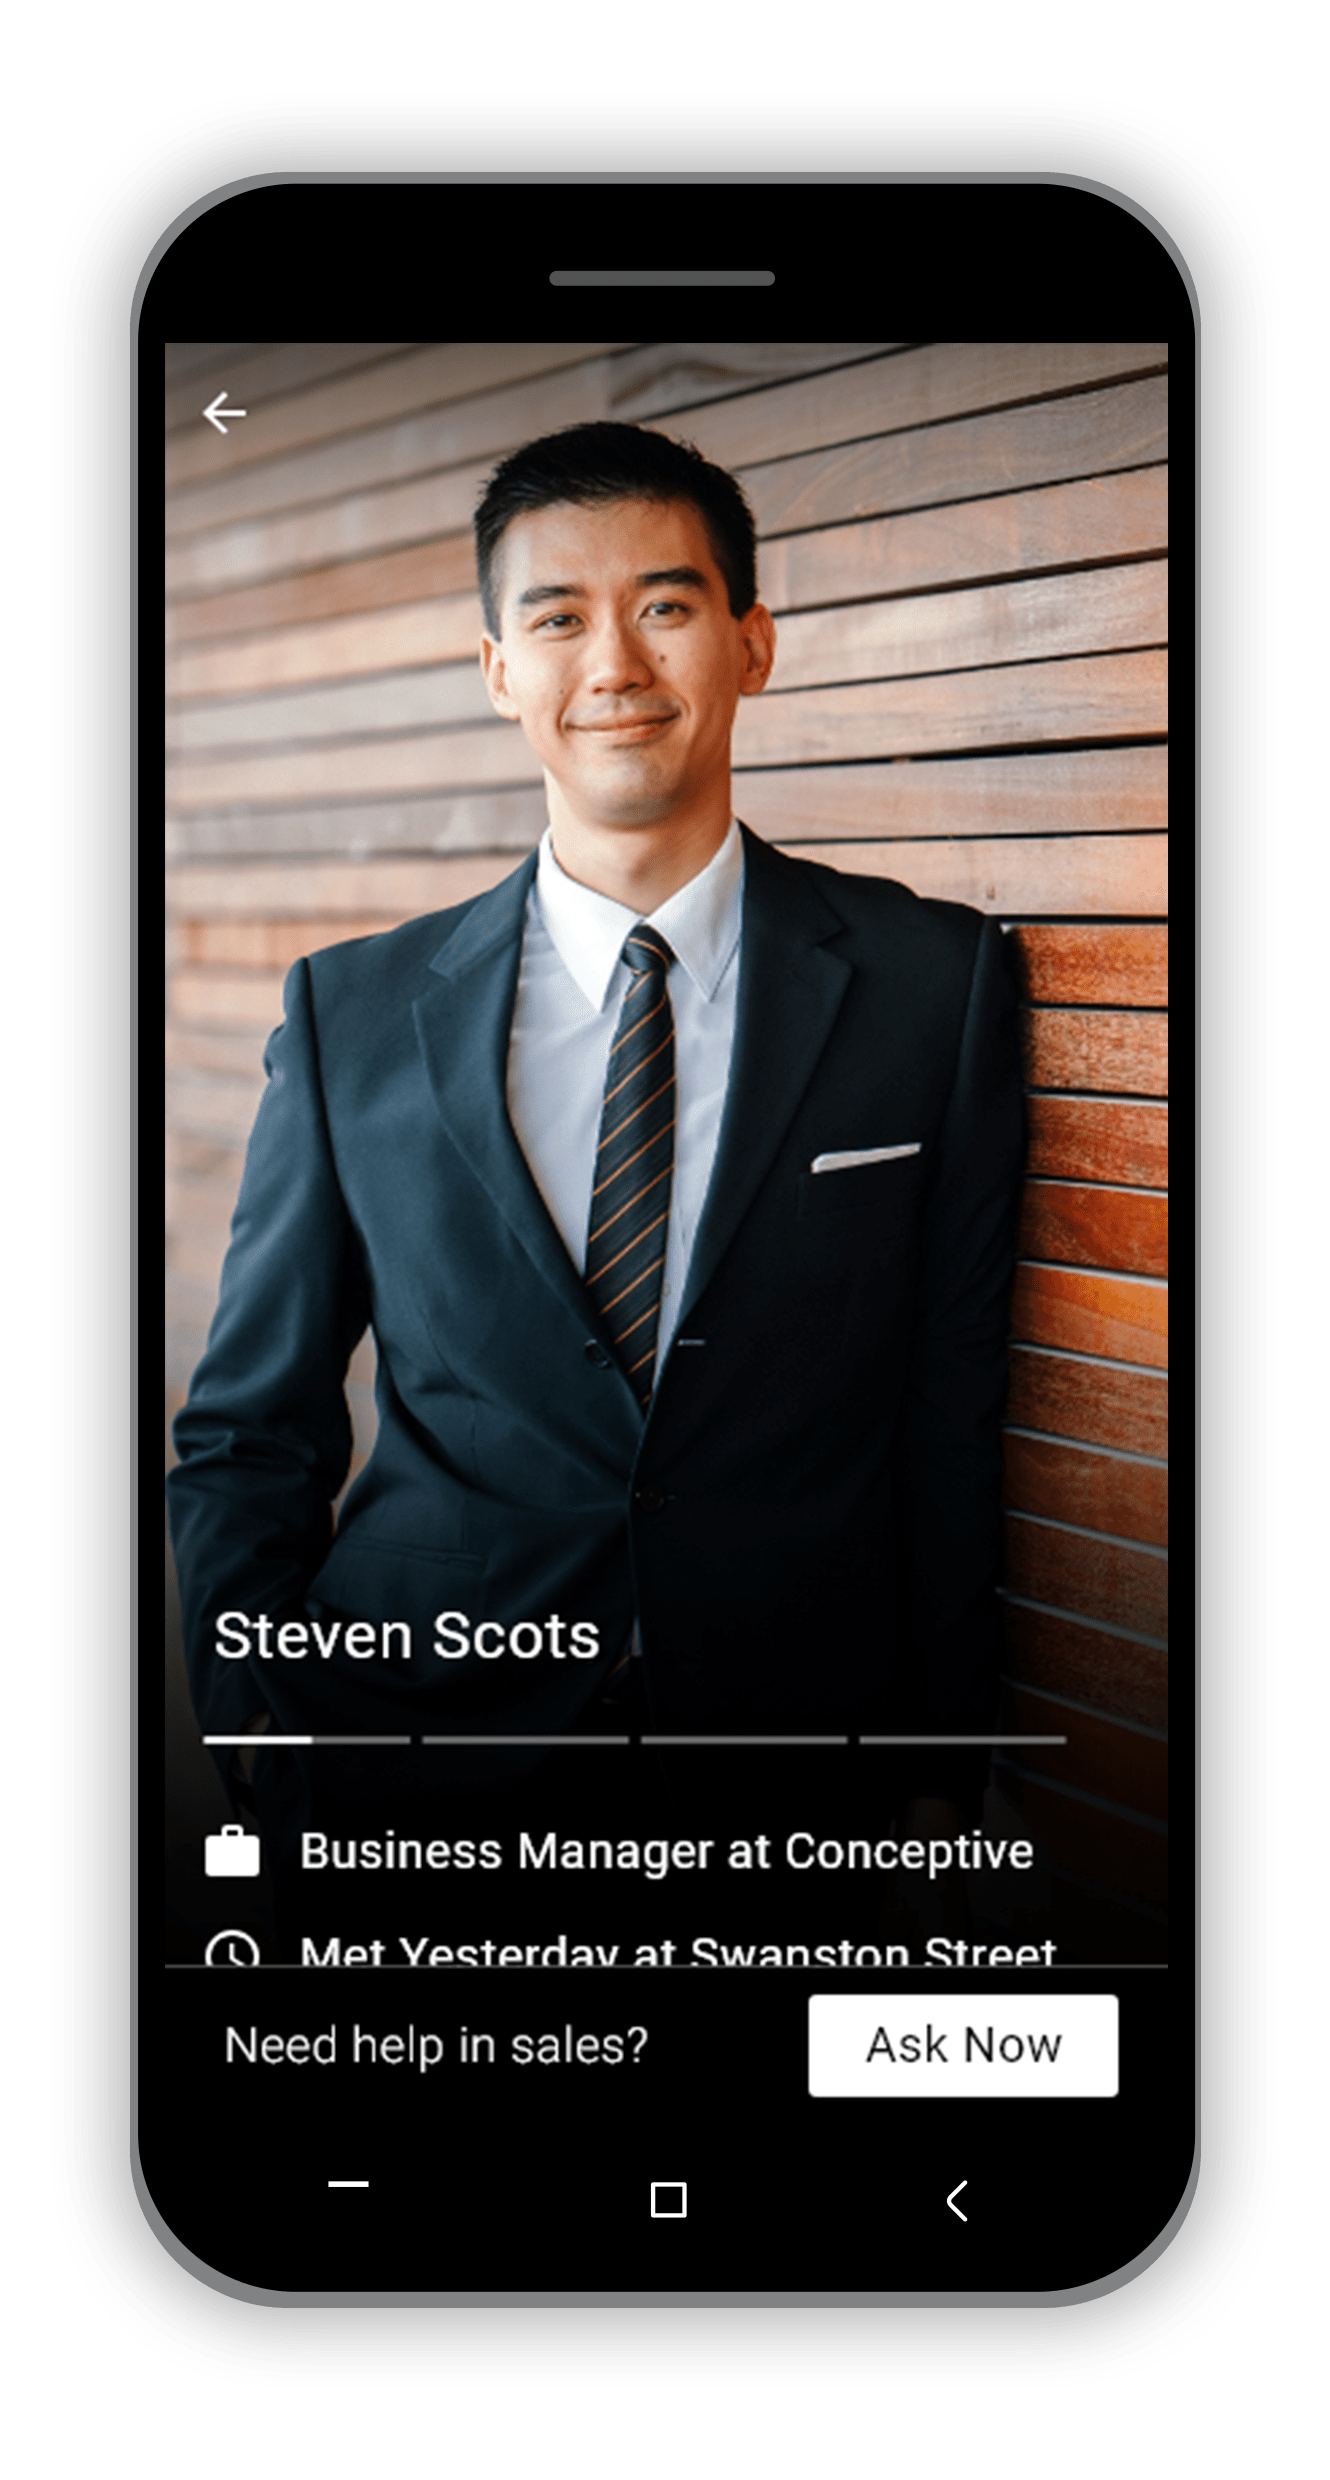 Steven Scots
Business Manager at Conceptive
Met Yesterday at Swanston Street
Need help in sales?
Ask Now